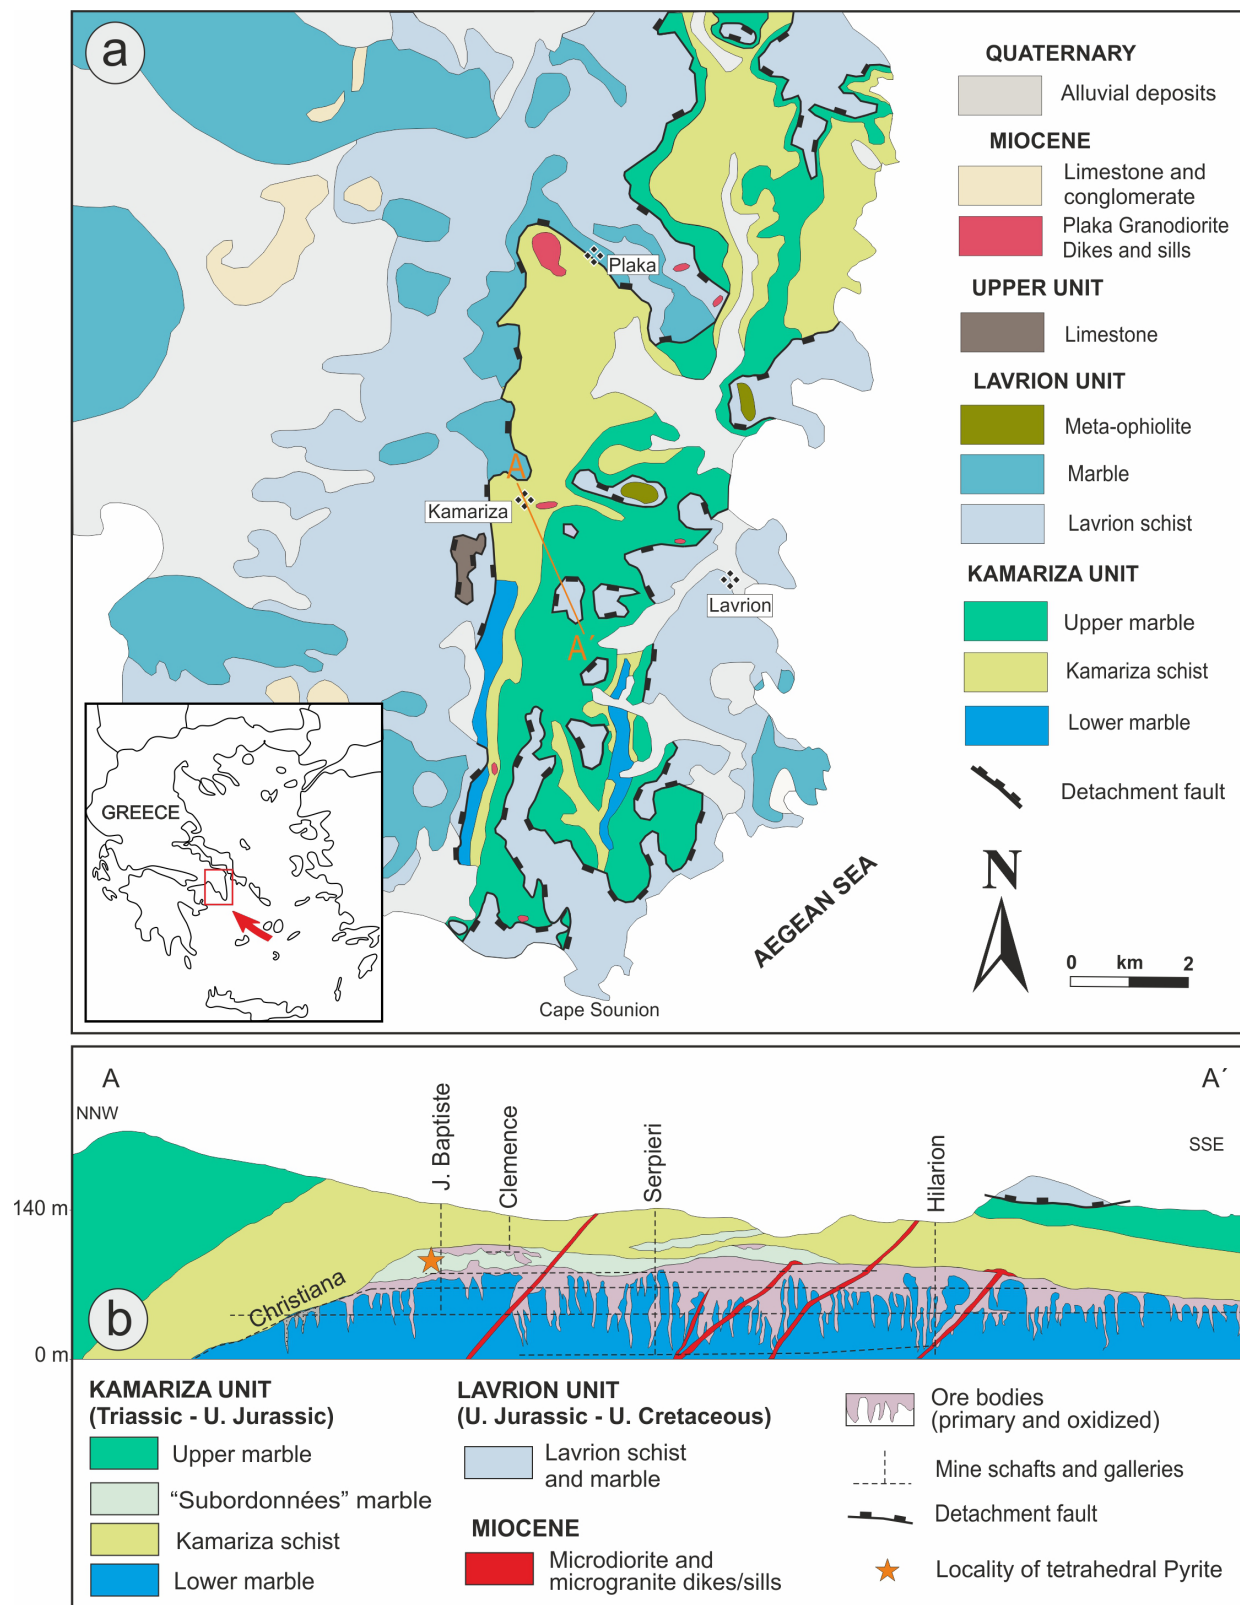 a
QUATERNARY
Alluvial deposits
MIOCENE
Limestone and
conglomerate
Plaka Granodiorite
Dikes and sills
UPPER UNIT
Limestone
LAVRION UNIT
Meta-ophiolite
Marble
Lavrion schist
KAMARIZA UNIT
Upper marble
Kamariza schist
Lower marble
Detachment fault
Plaka
A
Kamariza
Lavrion
A´
GREECE
AEGEAN SEA
N
0 km 2
Cape Sounion
A
A´
NNW
SSE
J. Baptiste
Clemence
Serpieri
Hilarion
140 m
Christiana
b
0 m
KAMARIZA UNIT
(Triassic - U. Jurassic)
Upper marble
“Subordonnées” marble
Kamariza schist
Lower marble
LAVRION UNIT
(U. Jurassic - U. Cretaceous)
Lavrion schist
and marble
MIOCENE
Microdiorite and
microgranite dikes/sills
Ore bodies
(primary and oxidized)
Mine schafts and galleries
Detachment fault
Locality of tetrahedral Pyrite